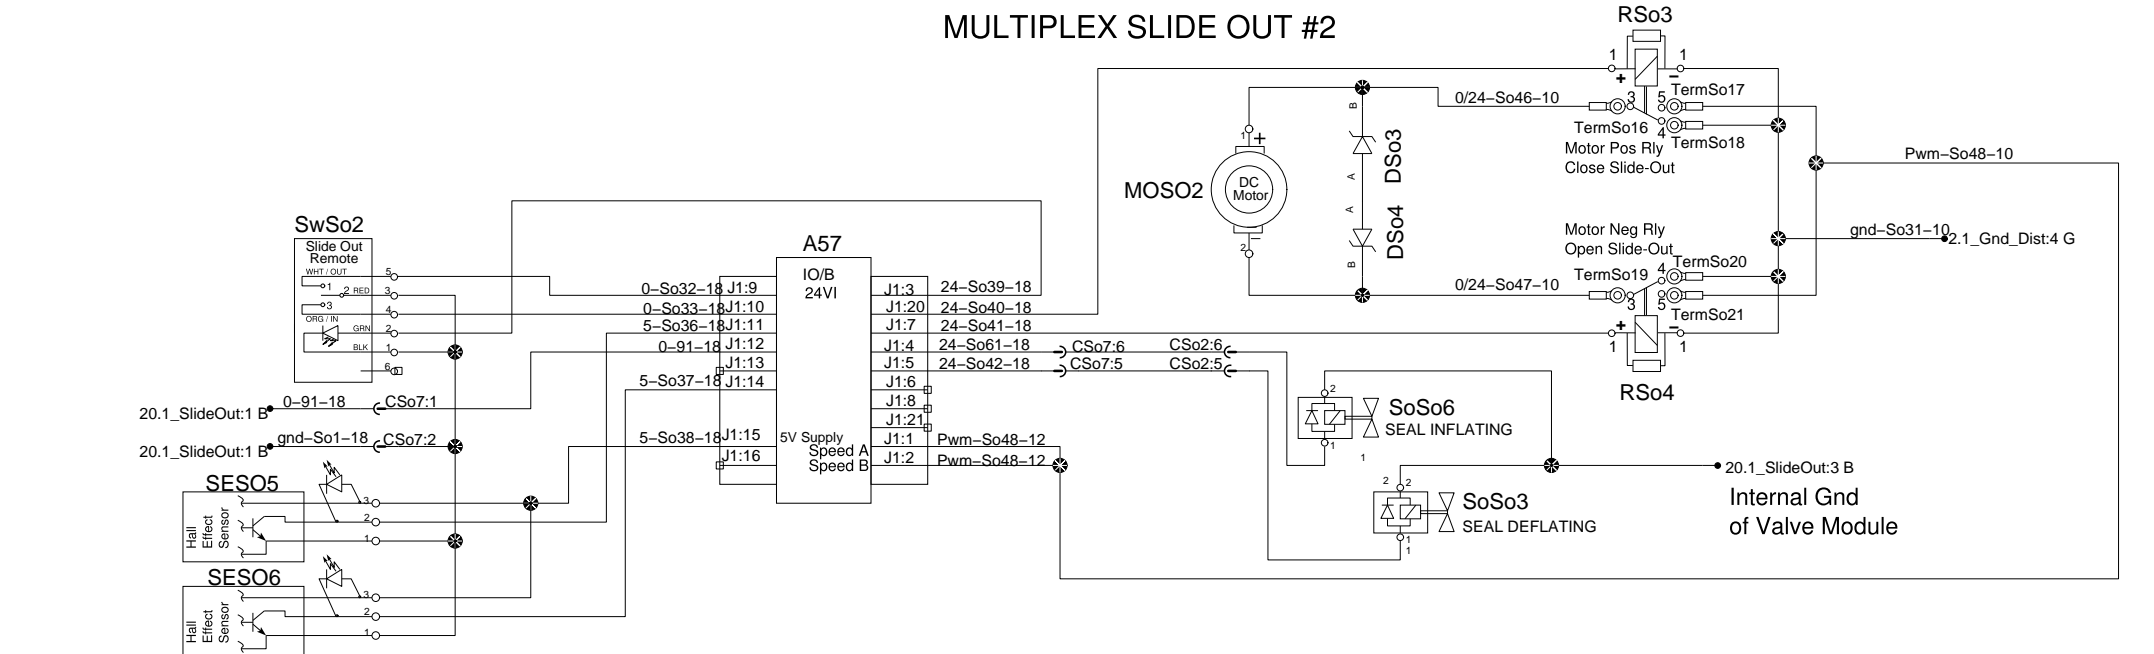 MULTIPLEX SLIDE OUT #2
RSo3
1
1
+
−
TermSo17
3
5
0/24−So46−10
TermSo16
4
TermSo18
Motor Pos Rly
Close Slide-Out
Pwm−So48−10
B
DSo3
A
1
+
MOSO2
DC
Motor
−
2
A
DSo4
B
Motor Neg Rly
Open Slide-Out
gnd−So31−10
2.1_Gnd_Dist:4 G
TermSo19
4
TermSo20
0/24−So47−10
3
5
TermSo21
+
−
1
1
RSo4
SwSo2
Slide Out
Remote
WHT / OUT
5
1
2
RED
3
3
4
ORG / IN
GRN
2
BLK
1
6
A57
IO/B
24VI
0−So32−18
J1:9
0−So33−18
J1:10
5−So36−18
J1:11
0−91−18
J1:12
J1:13
5−So37−18
J1:14
5−So38−18
J1:15
J1:16
5V Supply
Speed A
Speed B
J1:3
24−So39−18
J1:20
24−So40−18
J1:7
24−So41−18
J1:4
24−So61−18
CSo7:6
CSo2:6
J1:5
24−So42−18
CSo7:5
CSo2:5
J1:6
J1:8
J1:21
J1:1
Pwm−So48−12
J1:2
Pwm−So48−12
20.1_SlideOut:1 B
0−91−18
CSo7:1
20.1_SlideOut:1 B
gnd−So1−18
CSo7:2
SESO5
Hall
Effect
Sensor
3
2
1
SESO6
Hall
Effect
Sensor
3
2
1
2
SoSo6
SEAL INFLATING
1
1
2
2
SoSo3
SEAL DEFLATING
1
1
20.1_SlideOut:3 B
Internal Gnd
of Valve Module